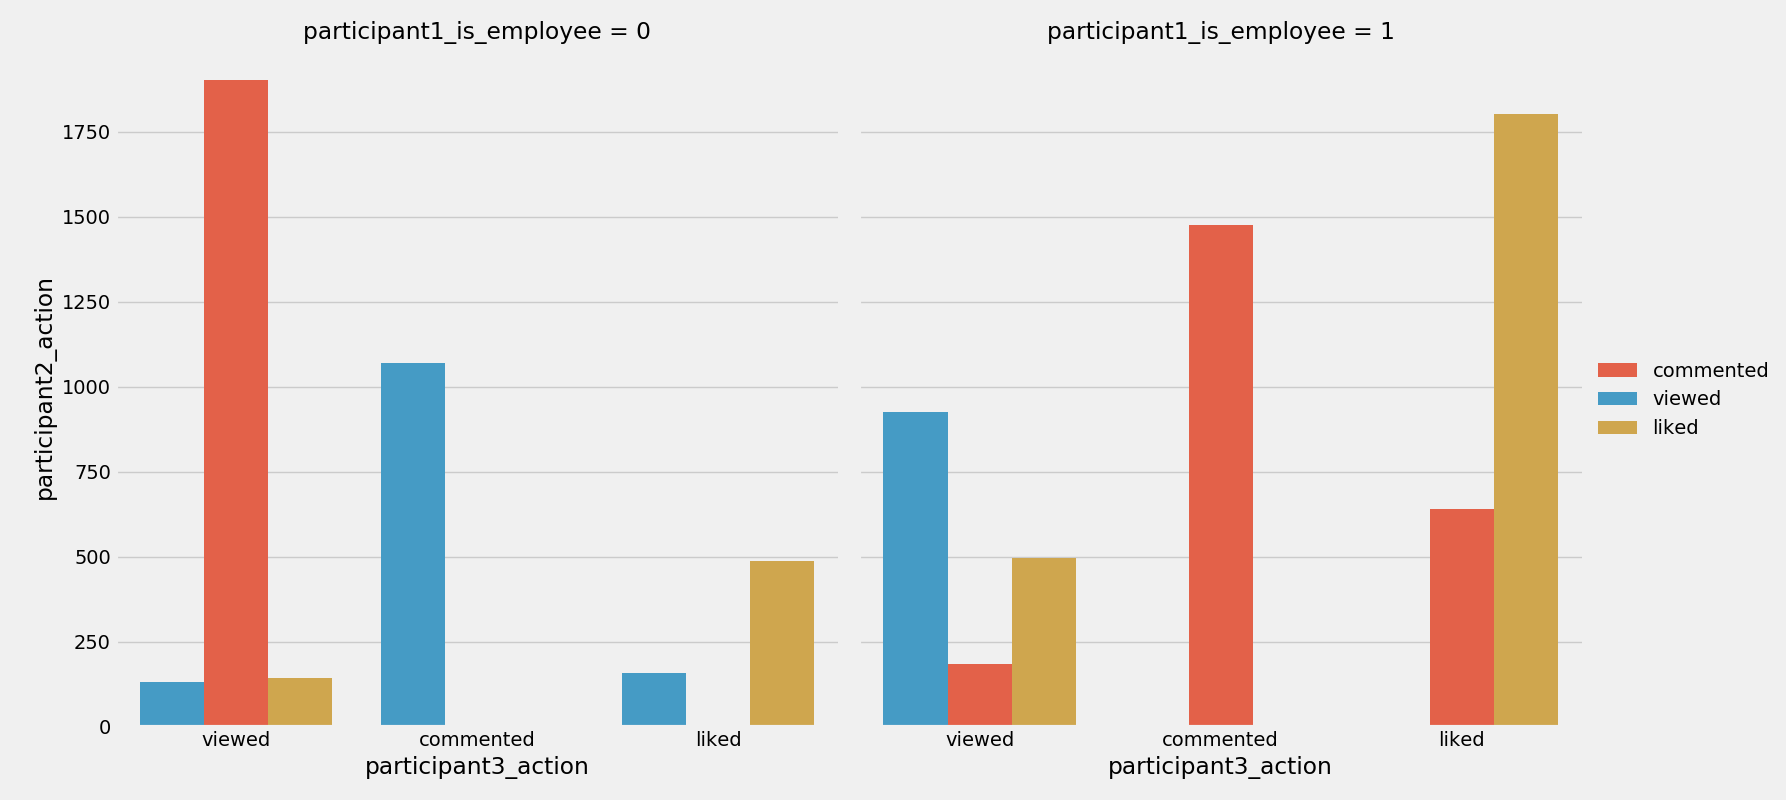 participant1_is_employee = 0
participant1_is_employee = 1
participant2_action
1750
1500
1250
1000
750
500
250
0
viewed
commented
liked
viewed
commented
liked
participant3_action
participant3_action
commented
viewed
liked